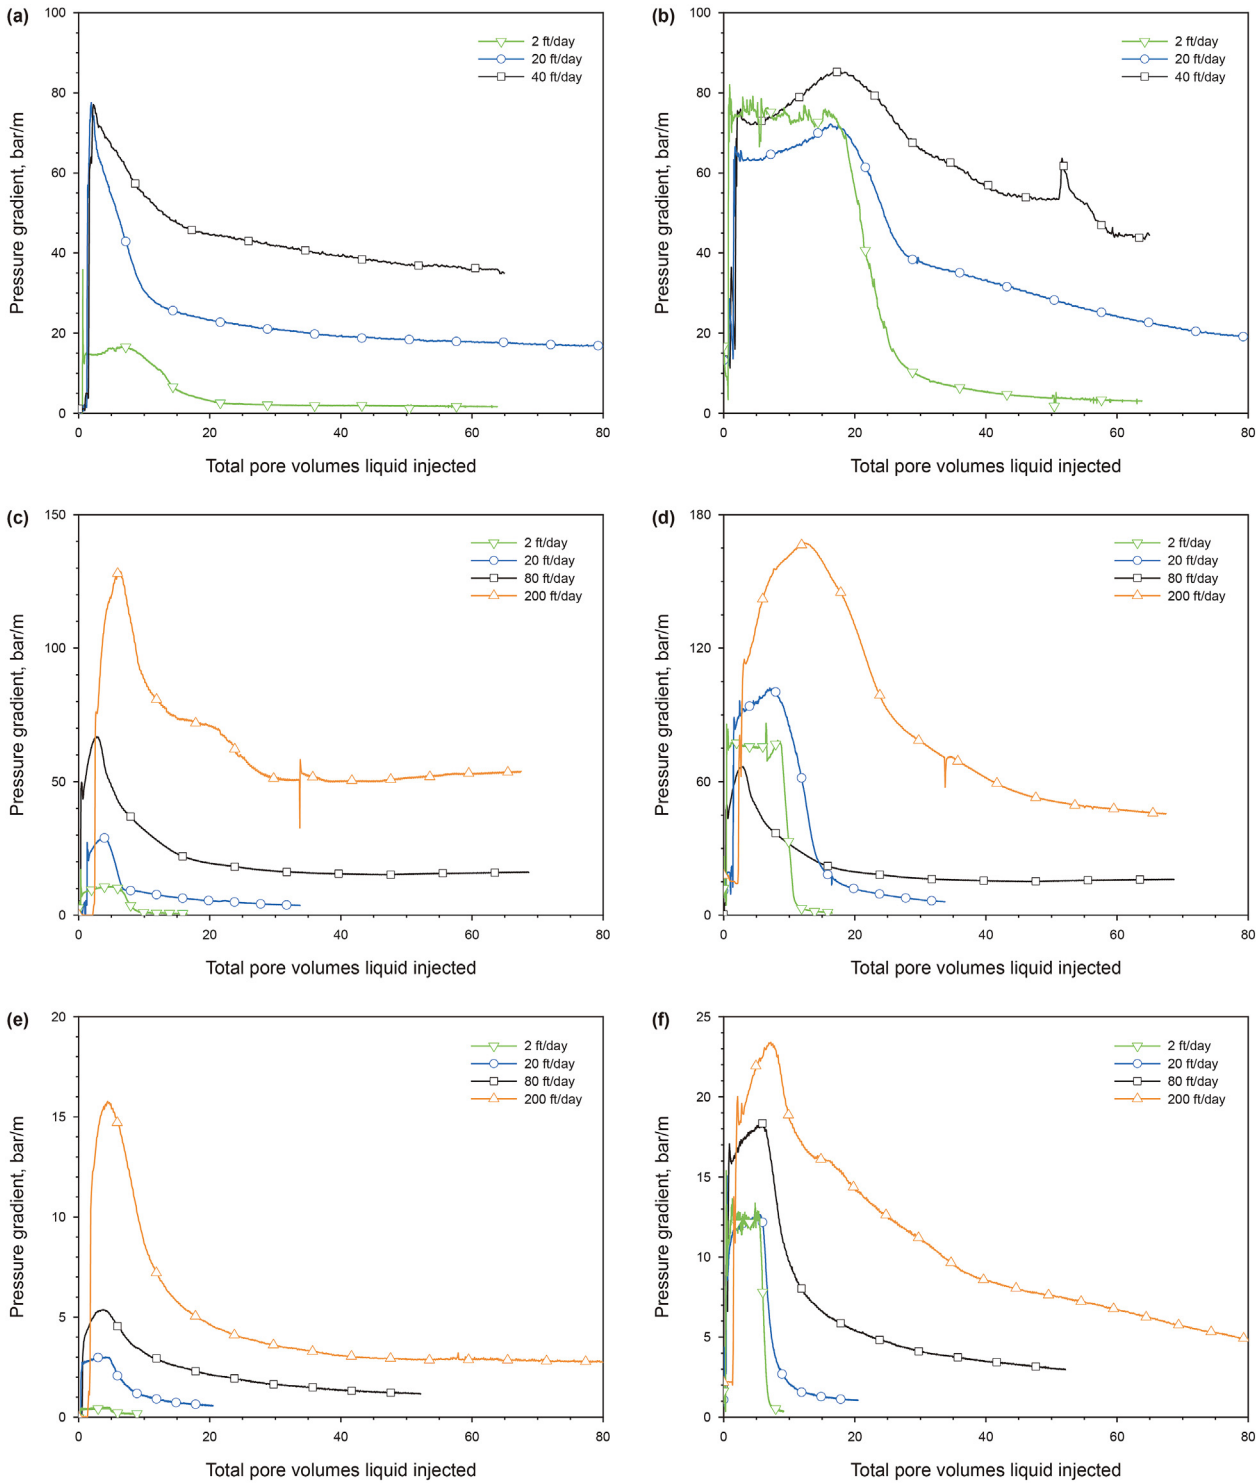 (a)
Pressure gradient, bar/m
100
80
60
40
20
0
0 20 40 60 80
Total pore volumes liquid injected
2 ft/day
20 ft/day
40 ft/day
(b)
Pressure gradient, bar/m
100
80
60
40
20
0
0 20 40 60 80
Total pore volumes liquid injected
2 ft/day
20 ft/day
40 ft/day
(c)
Pressure gradient, bar/m
150
100
50
0
0 20 40 60 80
Total pore volumes liquid injected
2 ft/day
20 ft/day
80 ft/day
200 ft/day
(d)
Pressure gradient, bar/m
180
120
60
0
0 20 40 60 80
Total pore volumes liquid injected
2 ft/day
20 ft/day
80 ft/day
200 ft/day
(e)
Pressure gradient, bar/m
20
15
10
5
0
0 20 40 60 80
Total pore volumes liquid injected
2 ft/day
20 ft/day
80 ft/day
200 ft/day
(f)
Pressure gradient, bar/m
25
20
15
10
5
0
0 20 40 60 80
Total pore volumes liquid injected
2 ft/day
20 ft/day
80 ft/day
200 ft/day